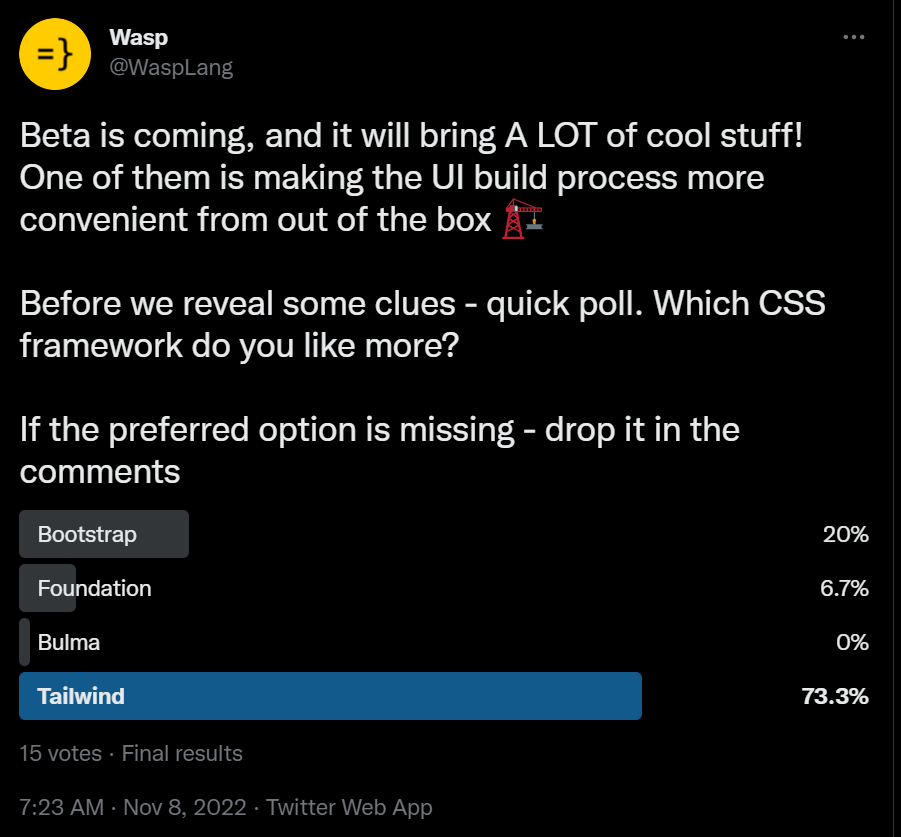 =}
Wasp
@WaspLang
Beta is coming, and it will bring A LOT of cool stuff!
One of them is making the UI build process more
convenient from out of the box 🏗️
Before we reveal some clues - quick poll. Which CSS
framework do you like more?
If the preferred option is missing - drop it in the
comments
Bootstrap 20%
Foundation 6.7%
Bulma 0%
Tailwind 73.3%
15 votes · Final results
7:23 AM · Nov 8, 2022 · Twitter Web App